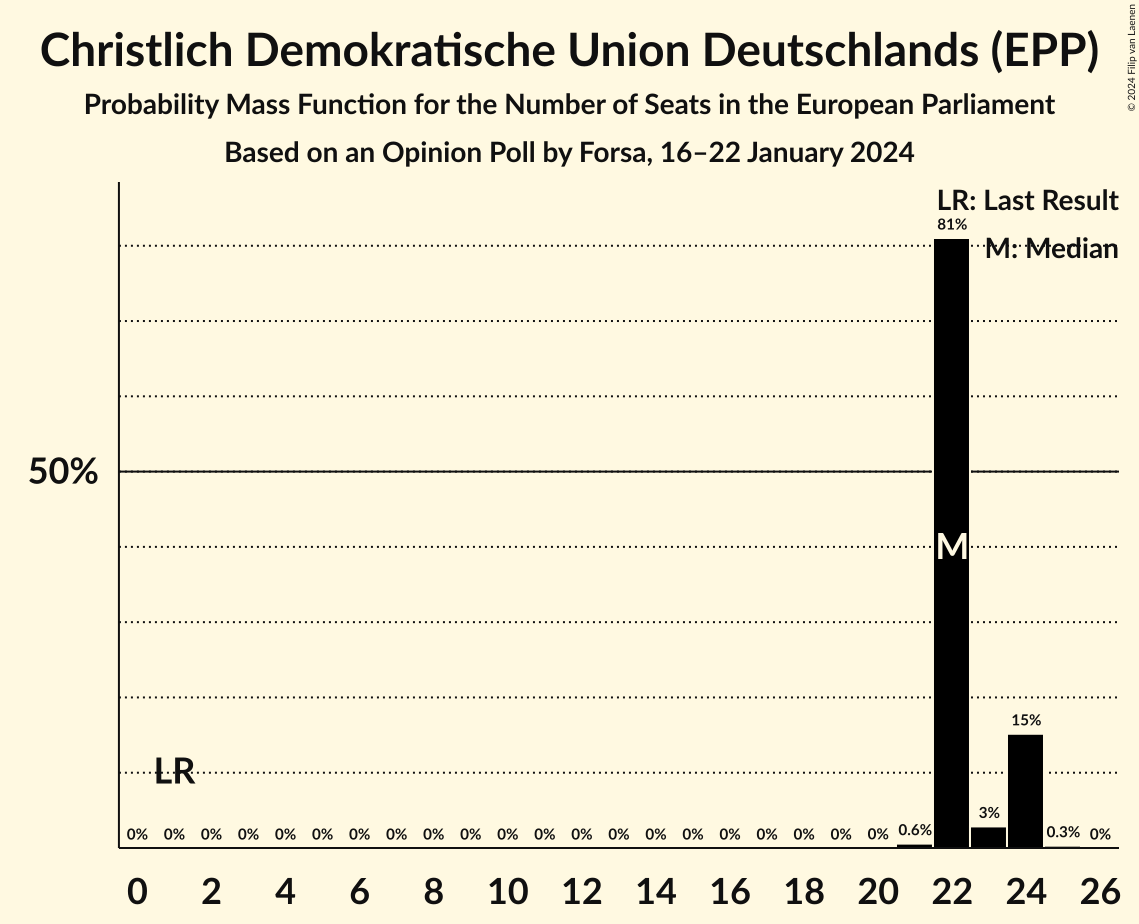 Christlich Demokratische Union Deutschlands (EPP)
Probability Mass Function for the Number of Seats in the European Parliament
Based on an Opinion Poll by Forsa, 16–22 January 2024
© 2024 Filip van Laenen
LR: Last Result
M: Median
81%
50%
M
15%
LR
3%
0% 0% 0% 0% 0% 0% 0% 0% 0% 0% 0% 0% 0% 0% 0% 0% 0% 0% 0% 0% 0% 0.6% 0.3% 0%
0 2 4 6 8 10 12 14 16 18 20 22 24 26